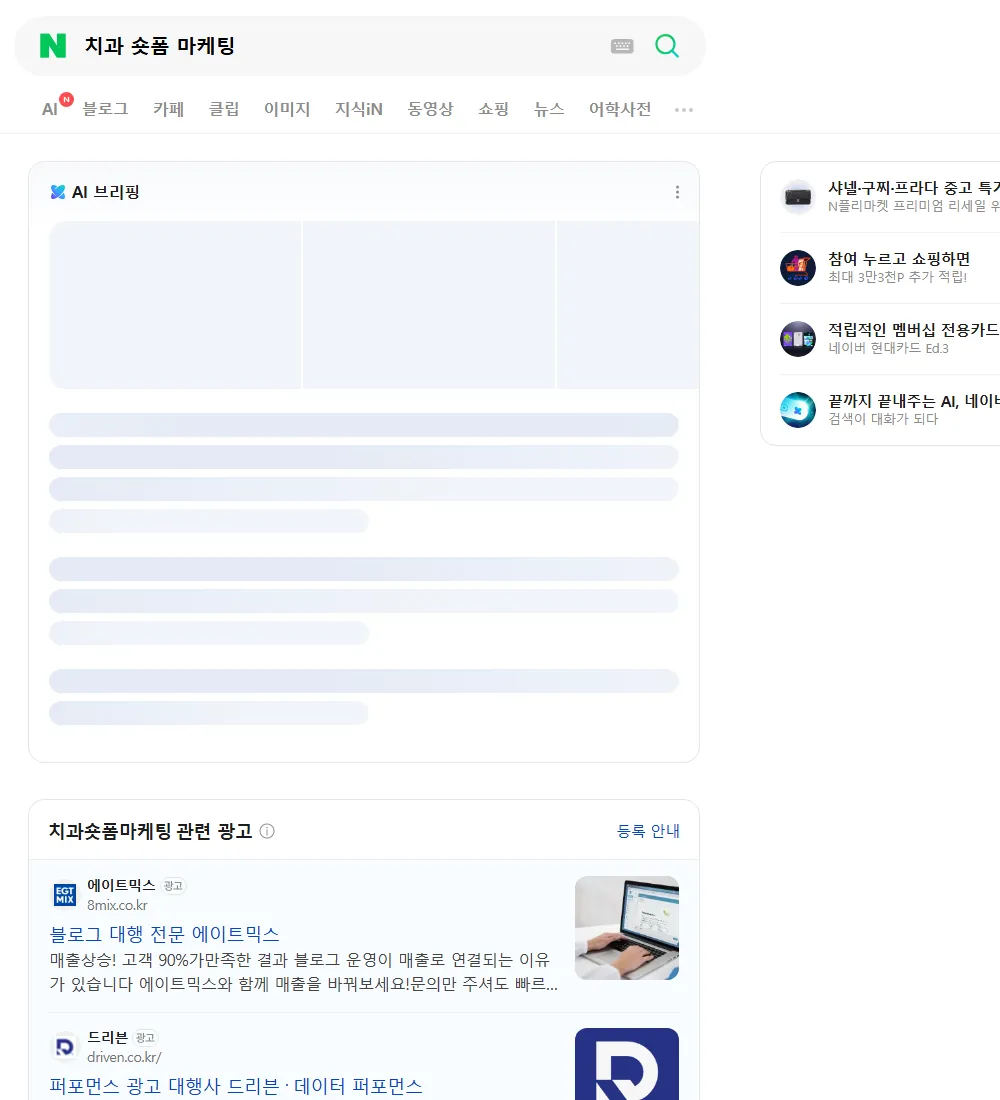 치과 숏폼 마케팅
AI N 블로그 카페 클립 이미지 지식iN 동영상 쇼핑 뉴스 어학사전
AI 브리핑
치과숏폼마케팅 관련 광고
등록 안내
EGT MIX
에이트믹스 광고
8mix.co.kr
블로그 대행 전문 에이트믹스
매출상승! 고객 90%가만족한 결과 블로그 운영이 매출로 연결되는 이유
가 있습니다 에이트믹스와 함께 매출을 바꿔보세요!문의만 주셔도 빠르...
드리븐 광고
driven.co.kr/
퍼포먼스 광고 대행사 드리븐 · 데이터 퍼포먼스
샤넬·구찌·프라다 중고 특가
N플리마켓 프리미엄 리세일 위
참여 누르고 쇼핑하면
최대 3만3천P 추가 적립!
적립적인 멤버십 전용카드
네이버 현대카드 Ed.3
끝까지 끝내주는 AI, 네이버
검색이 대화가 되다